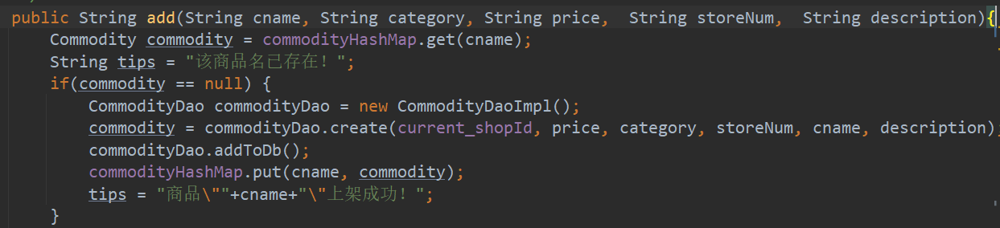 public String add(String cname, String category, String price,  String storeNum,  String description){
    Commodity commodity = commodityHashMap.get(cname);
    String tips = "该商品名已存在！";
    if(commodity == null) {
        CommodityDao commodityDao = new CommodityDaoImpl();
        commodity = commodityDao.create(current_shopId, price, category, storeNum, cname, description);
        commodityDao.addToDb();
        commodityHashMap.put(cname, commodity);
        tips = "商品\""+cname+"\"上架成功！";
    }